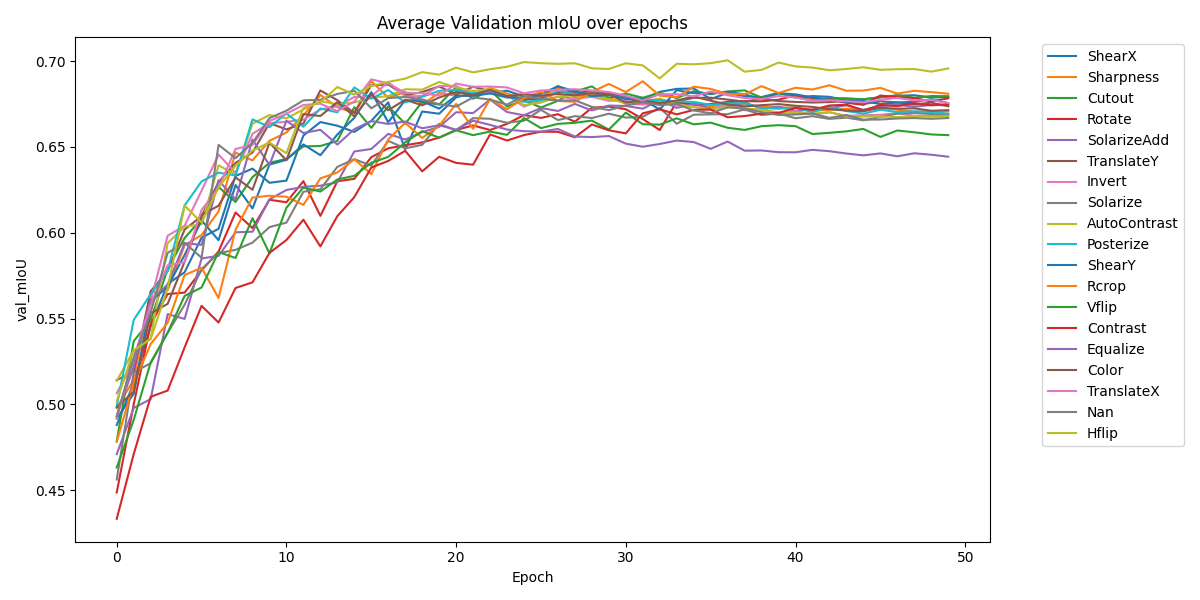 Average Validation mIoU over epochs
val_mIoU
0.70
0.65
0.60
0.55
0.50
0.45
0
10
20
30
40
50
Epoch
ShearX
Sharpness
Cutout
Rotate
SolarizeAdd
TranslateY
Invert
Solarize
AutoContrast
Posterize
ShearY
Rcrop
Vflip
Contrast
Equalize
Color
TranslateX
Nan
Hflip